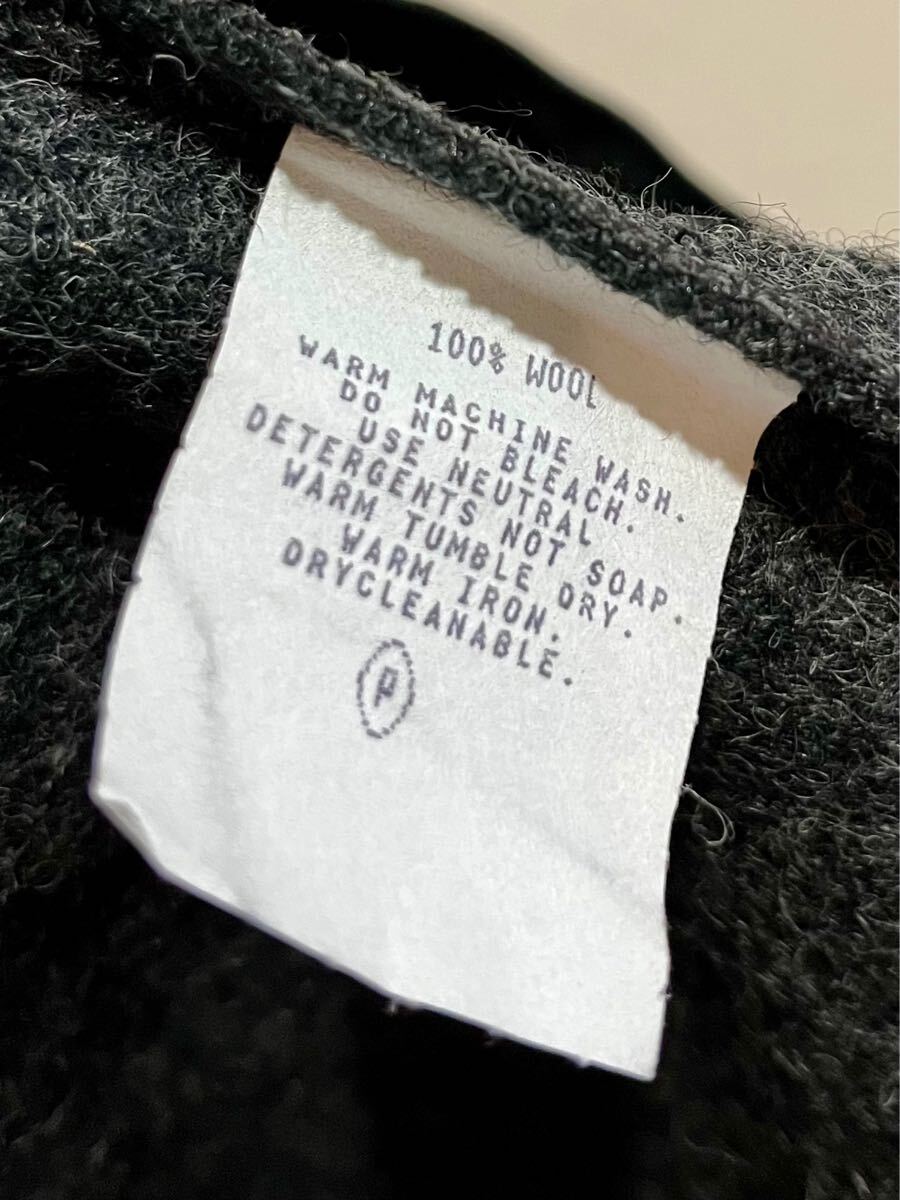 100% WOOL
WARM MACHINE WASH.
DO NOT BLEACH.
USE NEUTRAL
DETERGENTS NOT SOAP.
WARM TUMBLE DRY.
WARM IRON.
DRYCLEANABLE.
P